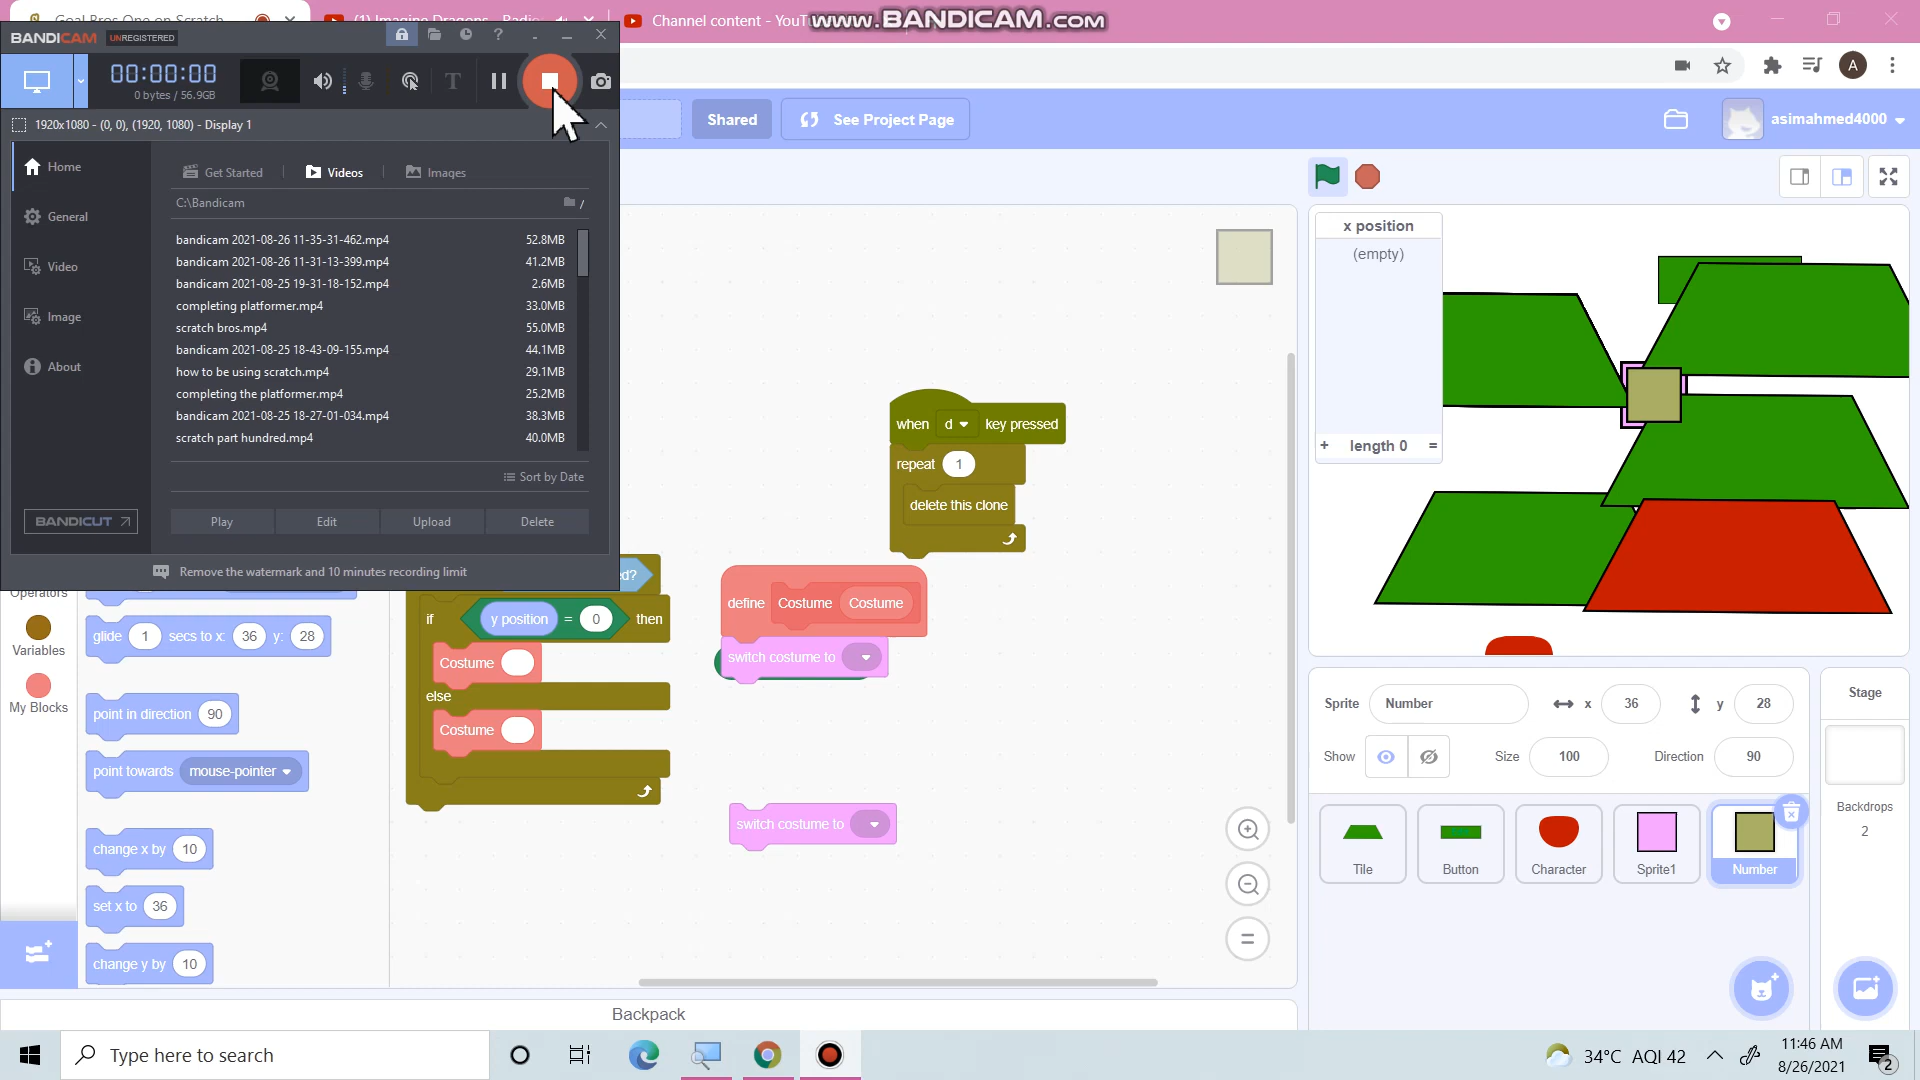 Goal Bros One on Scratch
(1) Imagine Dragons - Radio
Channel content - YouTu
www.BANDICAM.com
BANDICAM UNREGISTERED
00:00:00
0 bytes / 56.9GB
1920x1080 - (0, 0), (1920, 1080) - Display 1
Home
General
Video
Image
About
BANDICUT
Get Started
Videos
Images
C:\Bandicam
/
bandicam 2021-08-26 11-35-31-462.mp4 52.8MB
bandicam 2021-08-26 11-31-13-399.mp4 41.2MB
bandicam 2021-08-25 19-31-18-152.mp4 2.6MB
completing platformer.mp4 33.0MB
scratch bros.mp4 55.0MB
bandicam 2021-08-25 18-43-09-155.mp4 44.1MB
how to be using scratch.mp4 29.1MB
completing the platformer.mp4 25.2MB
bandicam 2021-08-25 18-27-01-034.mp4 38.3MB
scratch part hundred.mp4 40.0MB
Sort by Date
Play Edit Upload Delete
Remove the watermark and 10 minutes recording limit
A
Shared
See Project Page
asimahmed4000
Operators
Variables
My Blocks
glide 1 secs to x: 36 y: 28
point in direction 90
point towards mouse-pointer
change x by 10
set x to 36
change y by 10
d?
if y position = 0 then
Costume
else
Costume
when d key pressed
repeat 1
delete this clone
define Costume Costume
switch costume to
switch costume to
Backpack
x position
(empty)
+ length 0 =
Sprite Number x 36 y 28
Show Size 100 Direction 90
Tile
Button
Character
Sprite1
Number
Stage
Backdrops
2
Type here to search
34°C AQI 42
11:46 AM
8/26/2021
2